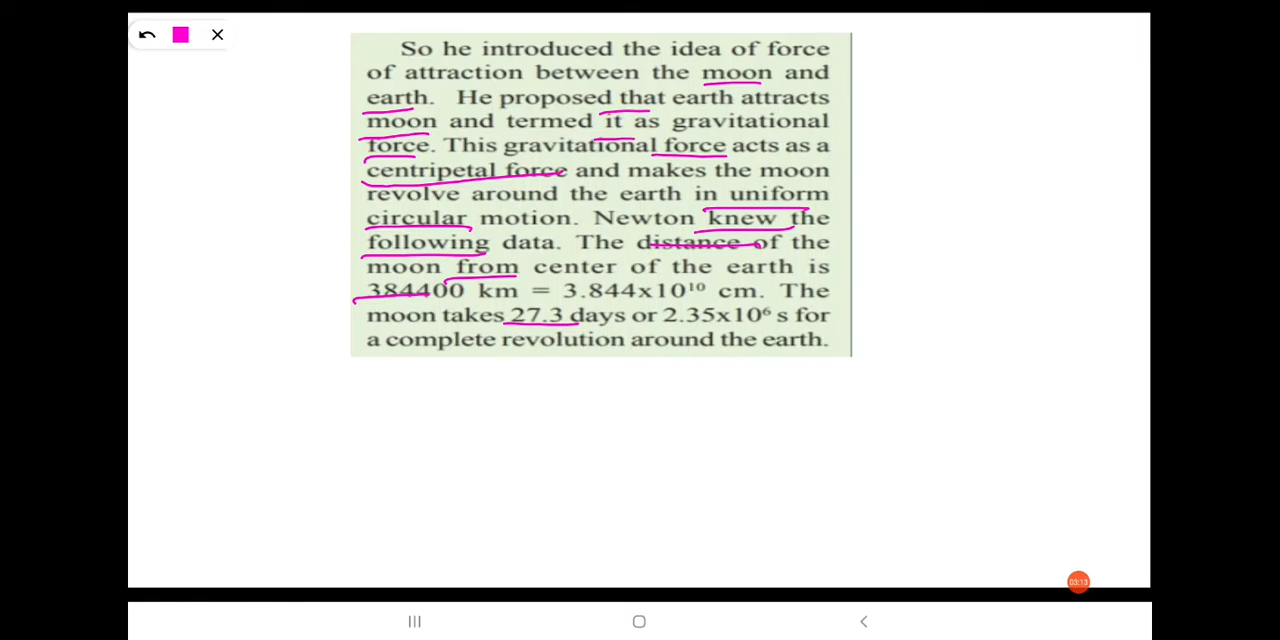 So he introduced the idea of force
of attraction between the moon and
earth. He proposed that earth attracts
moon and termed it as gravitational
force. This gravitational force acts as a
centripetal force and makes the moon
revolve around the earth in uniform
circular motion. Newton knew the
following data. The distance of the
moon from center of the earth is
384400 km = 3.844x10¹⁰ cm. The
moon takes 27.3 days or 2.35x10⁶ s for
a complete revolution around the earth.
03:13